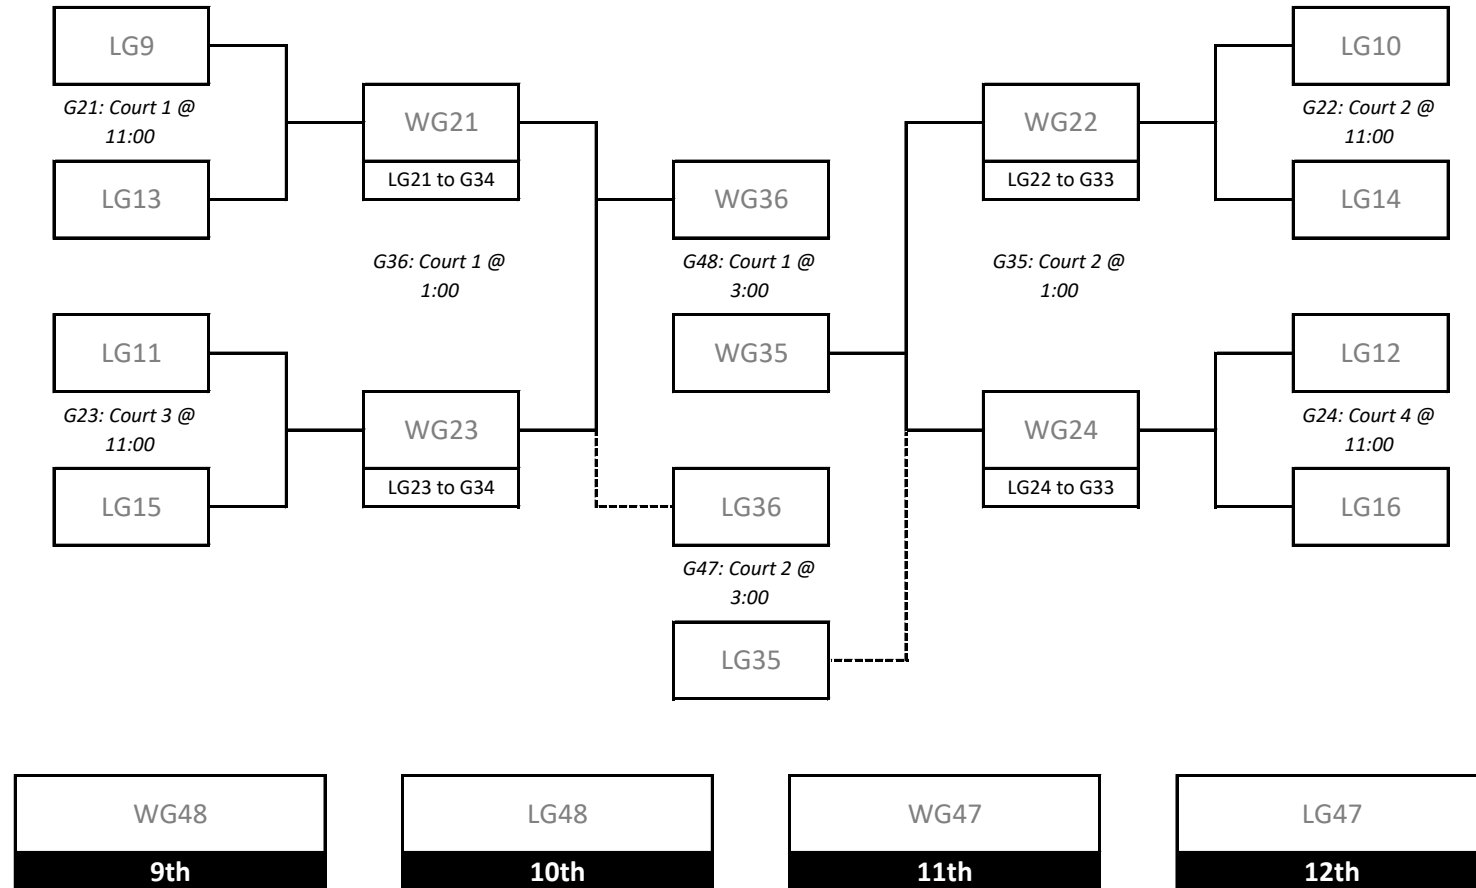 LG9
LG10
G21: Court 1 @
11:00
WG21
WG22
G22: Court 2 @
11:00
LG13
LG21 to G34
WG36
LG22 to G33
LG14
G36: Court 1 @
1:00
G48: Court 1 @
3:00
G35: Court 2 @
1:00
LG11
WG35
LG12
G23: Court 3 @
11:00
WG23
WG24
G24: Court 4 @
11:00
LG15
LG23 to G34
LG36
LG24 to G33
LG16
G47: Court 2 @
3:00
LG35
WG48
LG48
WG47
LG47
9th
10th
11th
12th